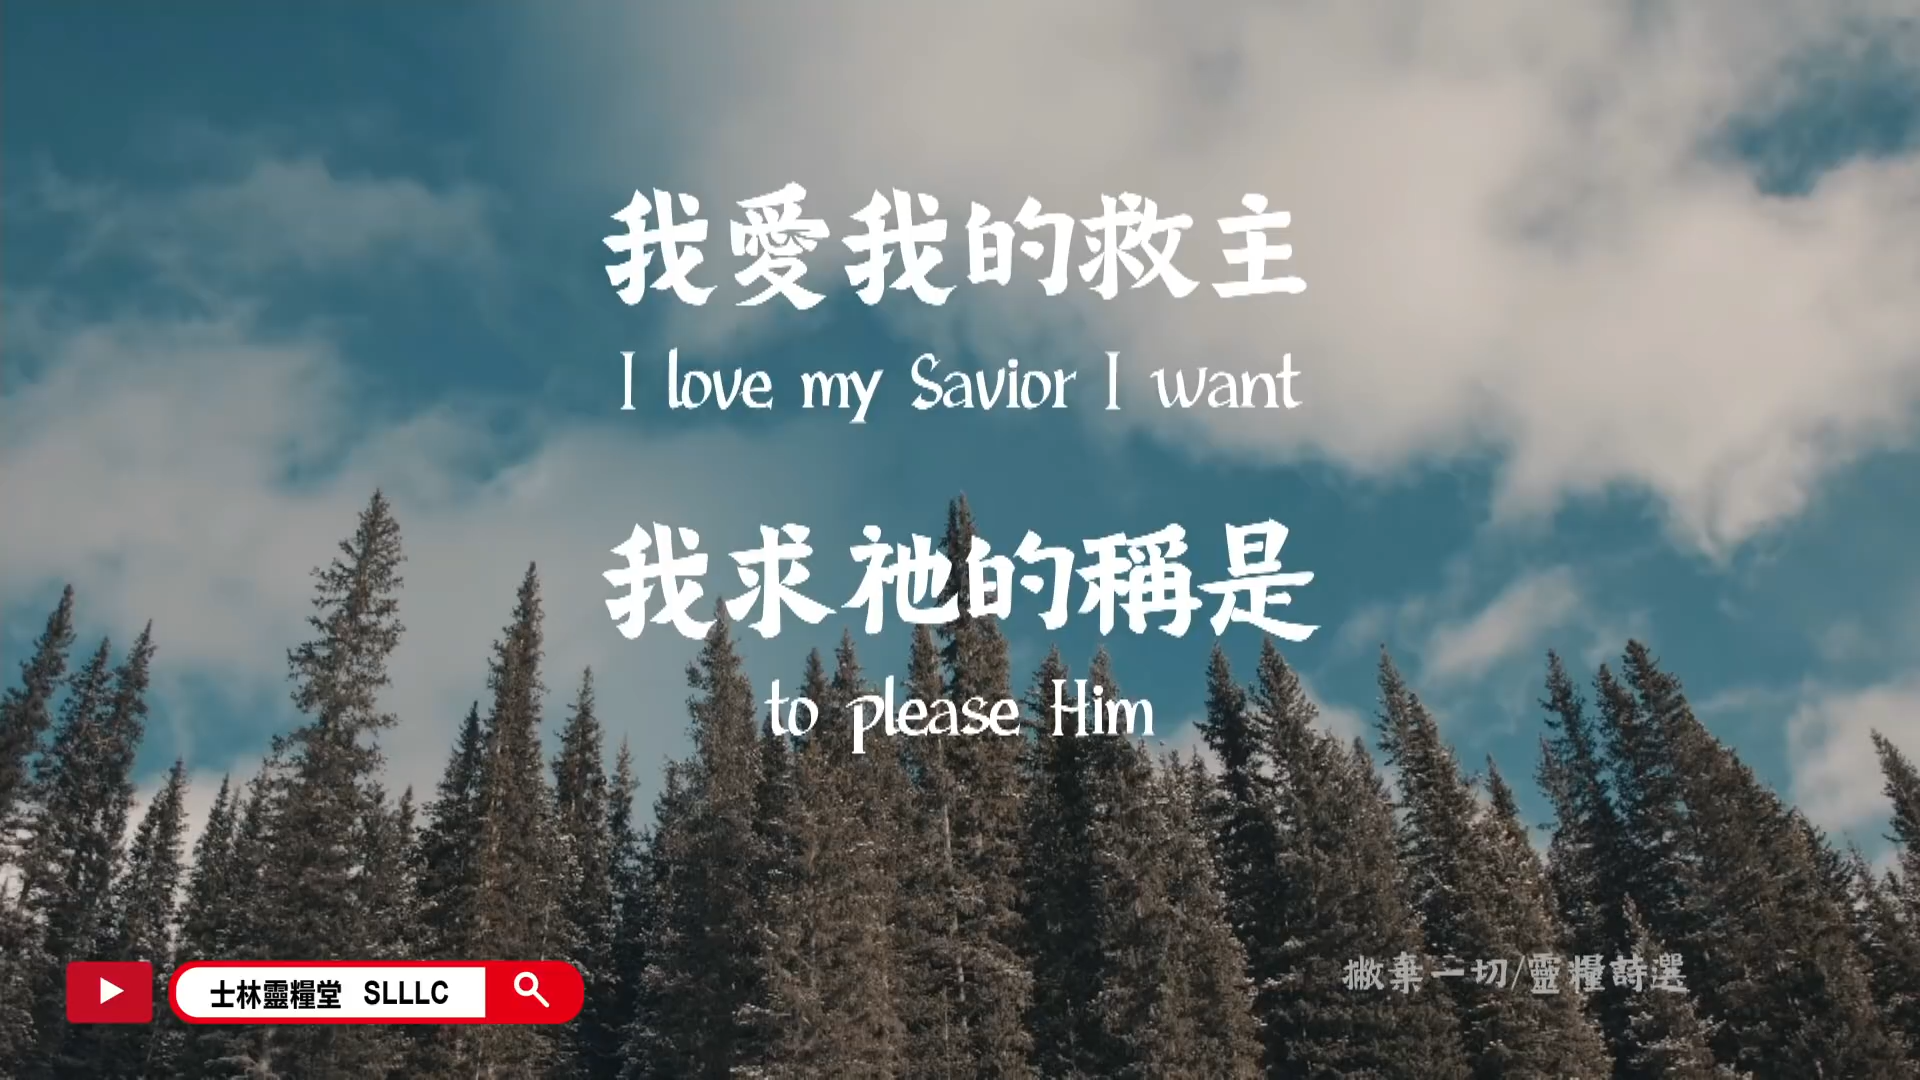 我愛我的救主
I love my Savior I want
我求祂的稱是
to please Him
士林靈糧堂 SLLLC
撇棄一切/靈糧詩選